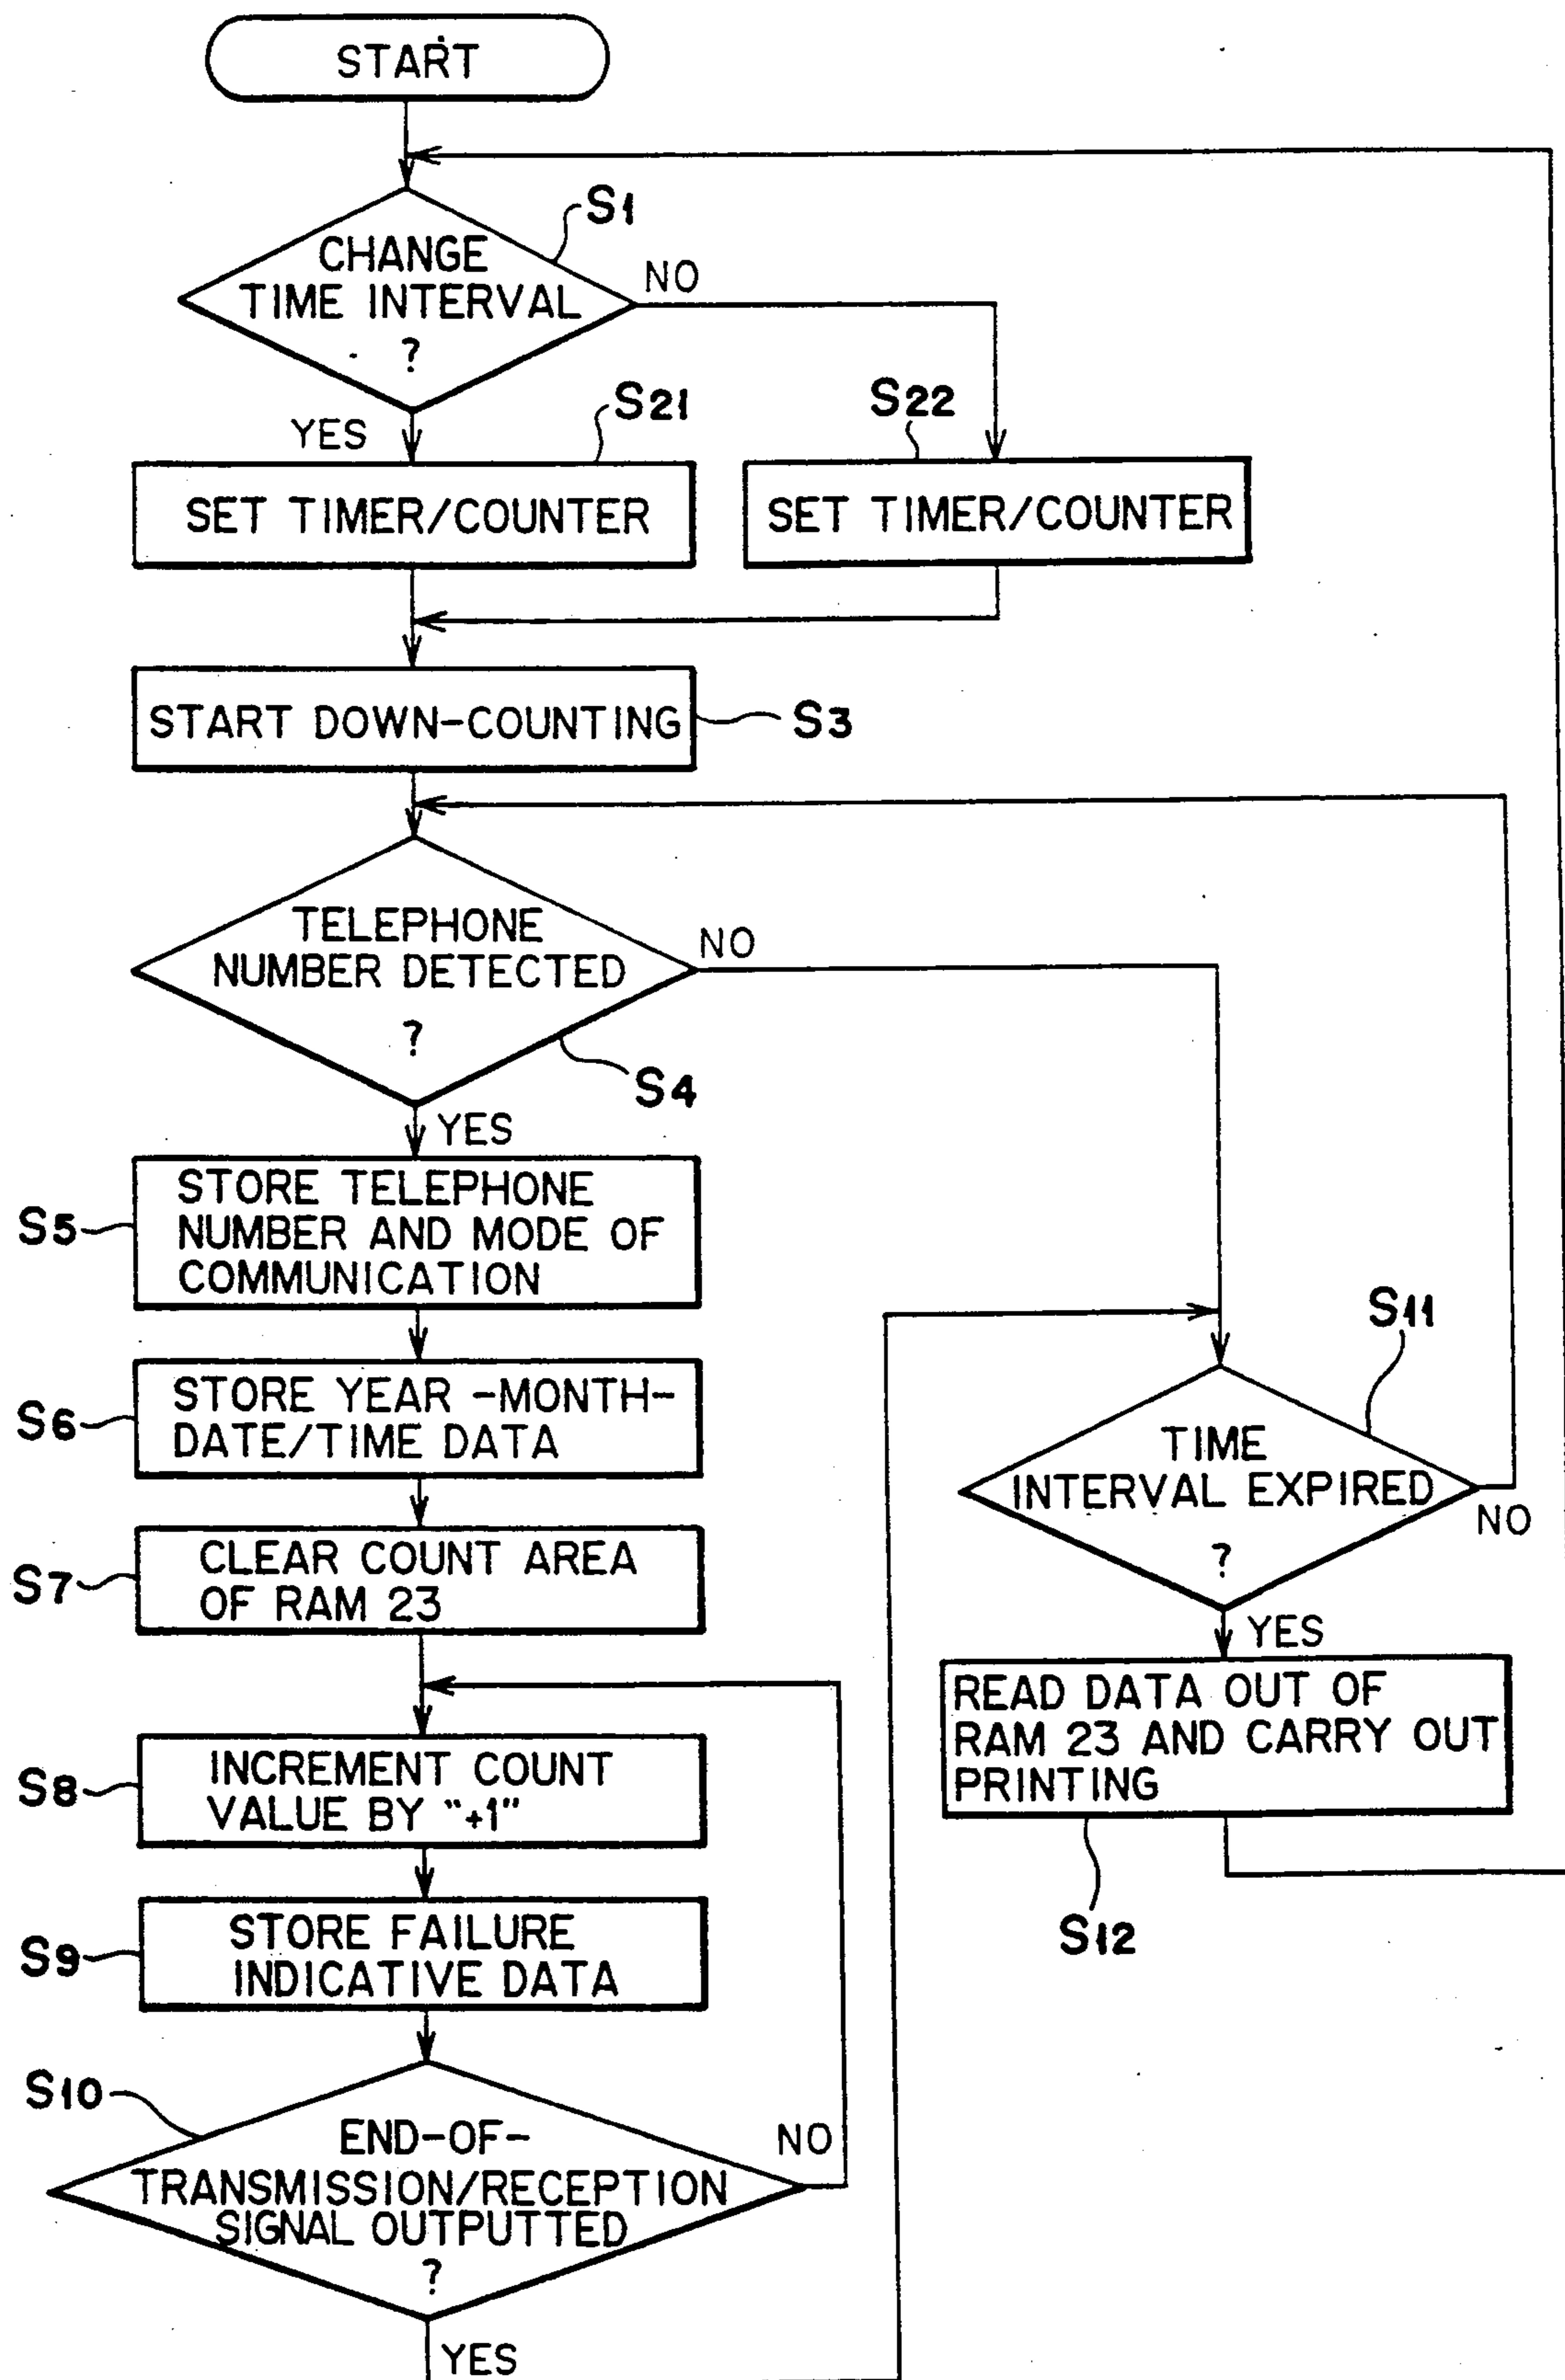 START
S1
CHANGE
TIME INTERVAL
?
NO
YES
S21
S22
SET TIMER/COUNTER
SET TIMER/COUNTER
START DOWN-COUNTING
S3
TELEPHONE
NUMBER DETECTED
?
NO
S4
YES
S5
STORE TELEPHONE
NUMBER AND MODE OF
COMMUNICATION
S6
STORE YEAR -MONTH-
DATE/TIME DATA
S7
CLEAR COUNT AREA
OF RAM 23
S8
INCREMENT COUNT
VALUE BY "+1"
S9
STORE FAILURE
INDICATIVE DATA
S10
END-OF-
TRANSMISSION/RECEPTION
SIGNAL OUTPUTTED
?
NO
YES
S11
TIME
INTERVAL EXPIRED
?
NO
YES
READ DATA OUT OF
RAM 23 AND CARRY OUT
PRINTING
S12